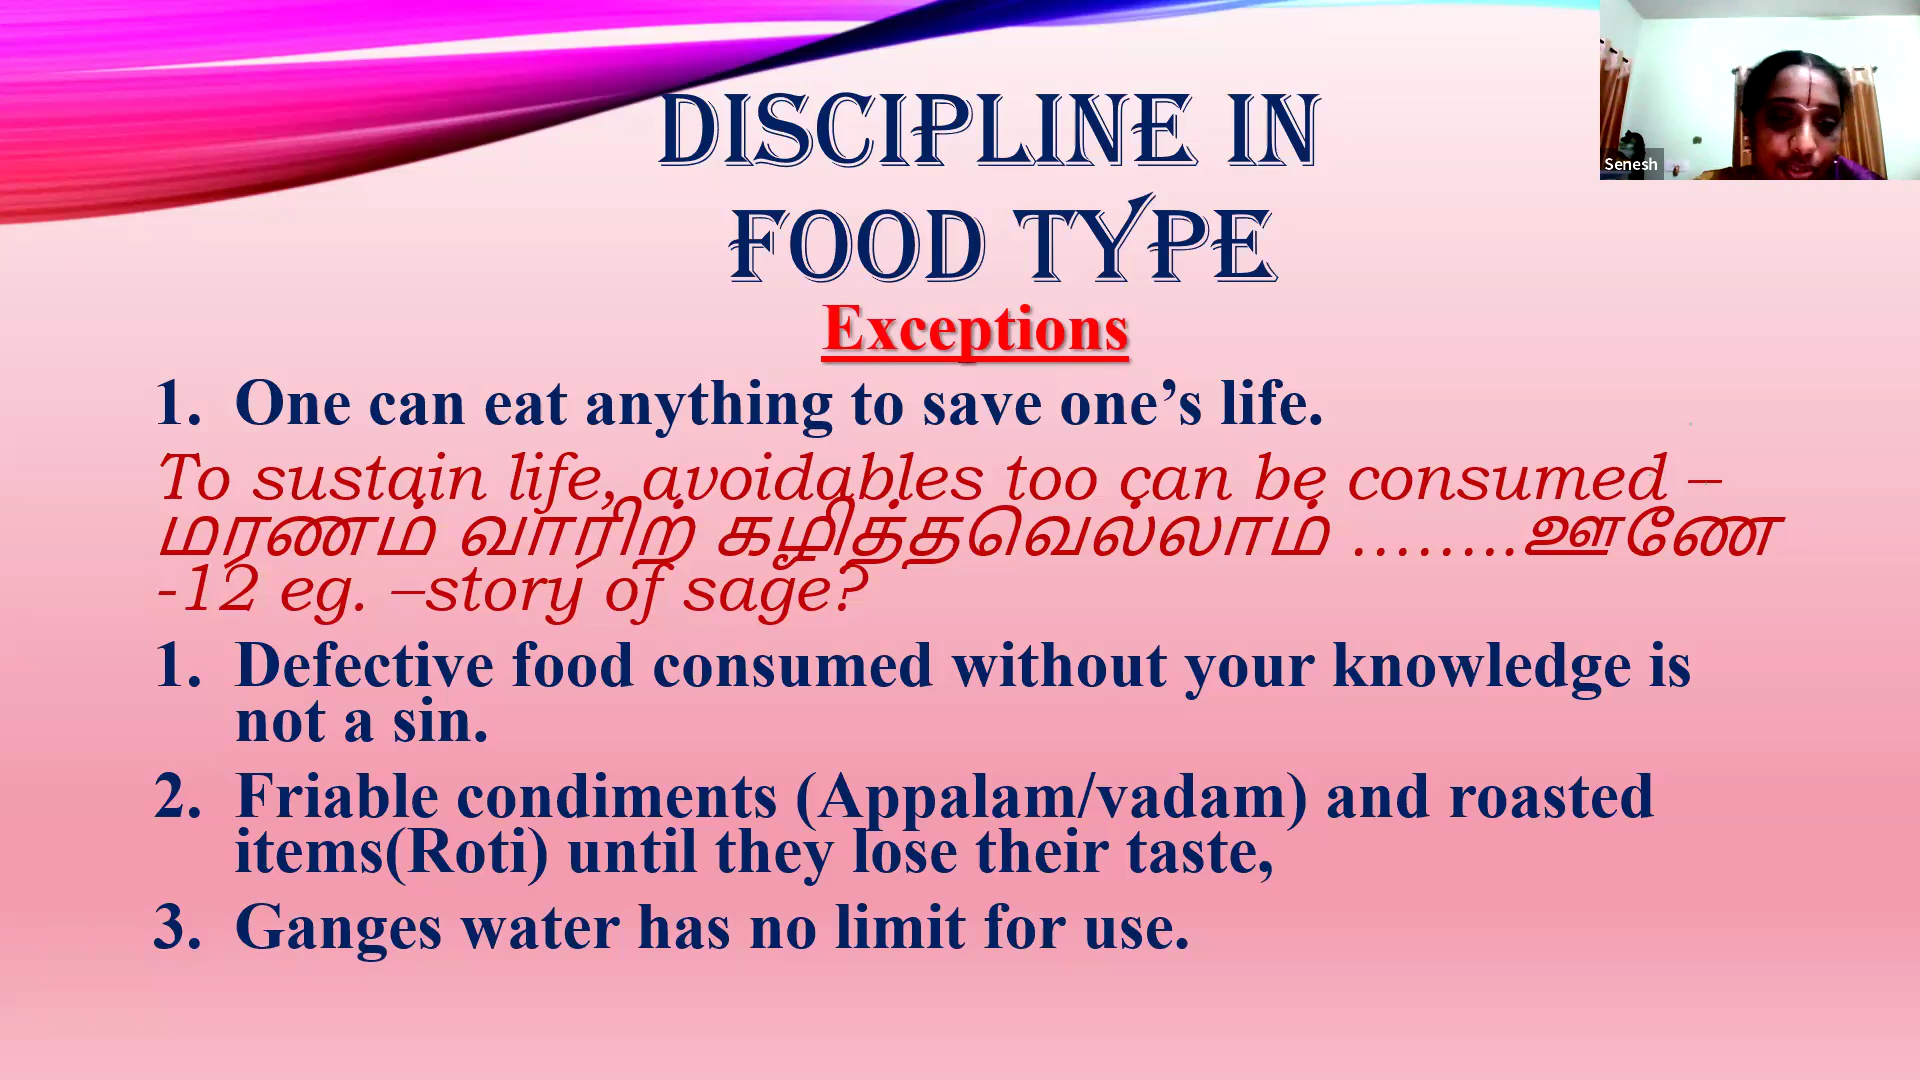 DISCIPLINE IN
FOOD TYPE
Senesh
Exceptions
1. One can eat anything to save one’s life.
To sustain life, avoidables too can be consumed –
மரணம் வாரிற் கழித்தவெல்லாம் ........ஊணே
-12 eg. –story of sage?
1. Defective food consumed without your knowledge is
not a sin.
2. Friable condiments (Appalam/vadam) and roasted
items(Roti) until they lose their taste,
3. Ganges water has no limit for use.